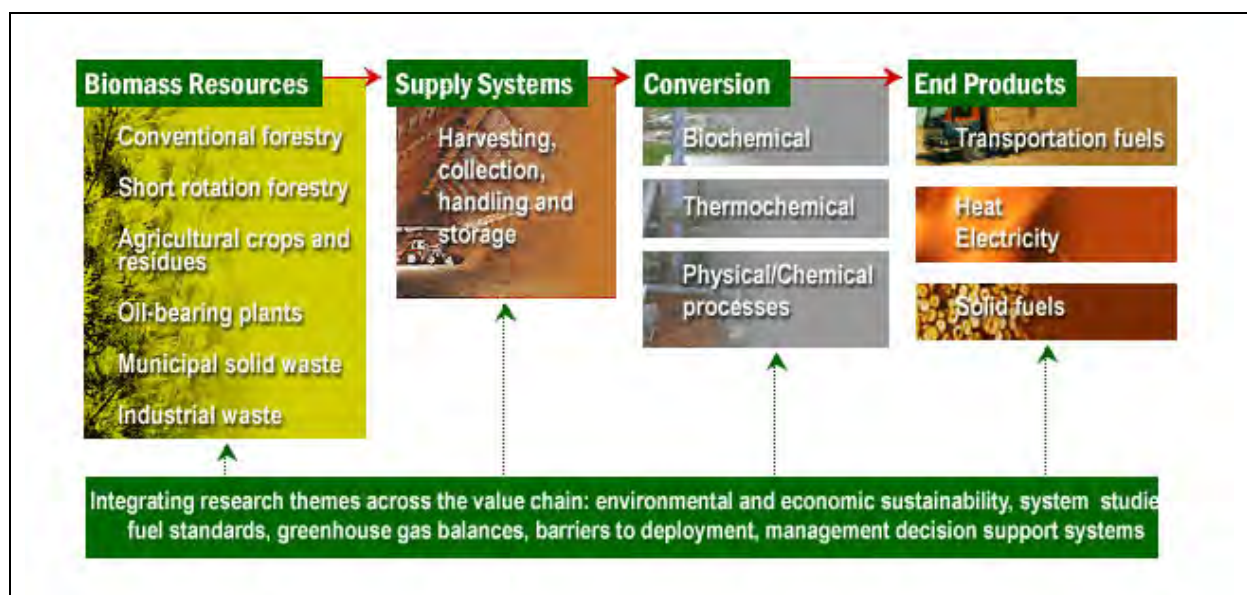 Biomass Resources
Conventional forestry
Short rotation forestry
Agricultural crops and
residues
Oil-bearing plants
Municipal solid waste
Industrial waste
Supply Systems
Harvesting,
collection,
handling and
storage
Conversion
Biochemical
Thermochemical
Physical/Chemical
processes
End Products
Transportation fuels
Heat
Electricity
Solid fuels
Integrating research themes across the value chain: environmental and economic sustainability, system studie
fuel standards, greenhouse gas balances, barriers to deployment, management decision support systems